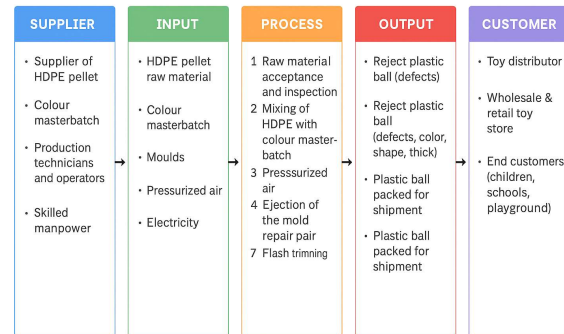 SUPPLIER
• Supplier of
HDPE pellet
• Colour
masterbatch
• Production
technicians
and operators
• Skilled
manpower
INPUT
• HDPE pellet
raw material
• Colour
masterbatch
• Moulds
• Pressurized air
• Electricity
PROCESS
1 Raw material
acceptance
and inspection
2 Mixing of
HDPE with
colour master-
batch
3 Presssurized
air
4 Ejection of
the mold
repair pair
7 Flash trimning
OUTPUT
• Reject plastic
ball (defects)
• Reject plastic
ball
(defects, color,
shape, thick)
• Plastic ball
packed for
shipment
• Plastic ball
packed for
shipment
CUSTOMER
• Toy distributor
• Wholesale &
retail toy
store
• End customers
(children,
schools,
playground)